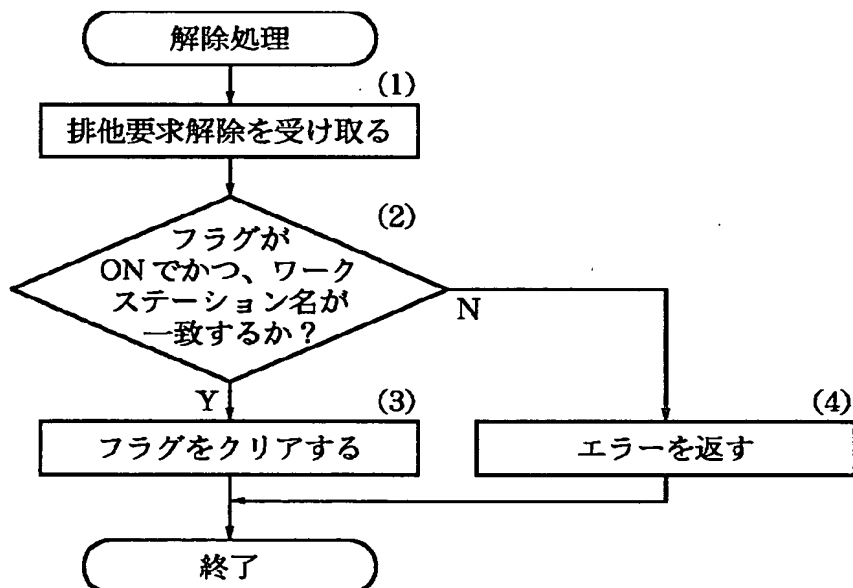 解除処理
(1)
排他要求解除を受け取る
(2)
フラグが
ONでかつ、ワーク
ステーション名が
一致するか？
N
Y
(3)
フラグをクリアする
(4)
エラーを返す
終了